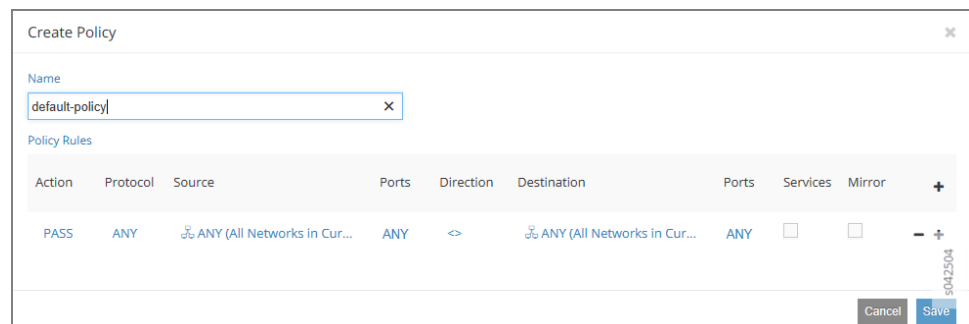 Create Policy
Name
default-policy
Policy Rules
Action Protocol Source Ports Direction Destination Ports Services Mirror
PASS ANY ANY (All Networks in Cur... ANY <> ANY (All Networks in Cur... ANY
s042504
Cancel Save